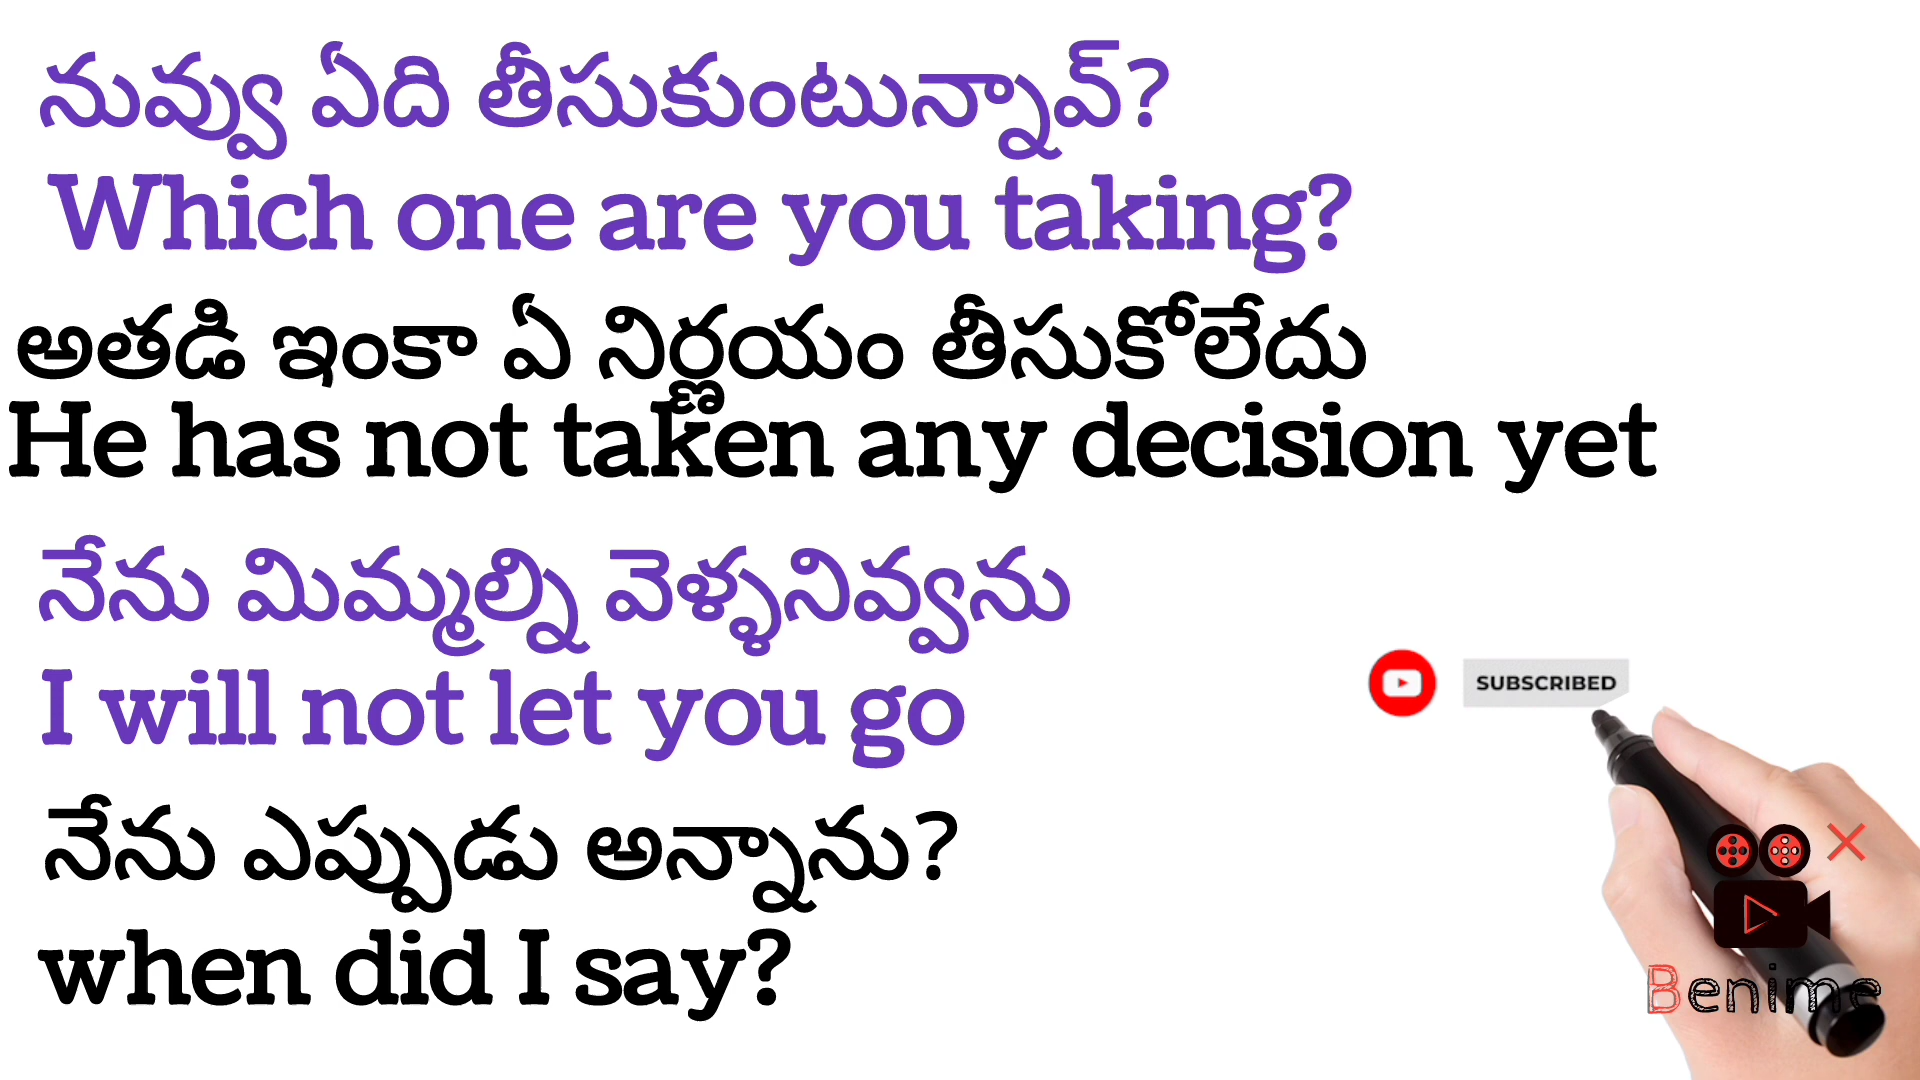 నువ్వు ఏది తీసుకుంటున్నావ్?
Which one are you taking?
అతడి ఇంకా ఏ నిర్ణయం తీసుకోలేదు
He has not taken any decision yet
నేను మిమ్మల్ని వెళ్ళనివ్వను
I will not let you go
SUBSCRIBED
నేను ఎప్పుడు అన్నాను?
when did I say?
Benime